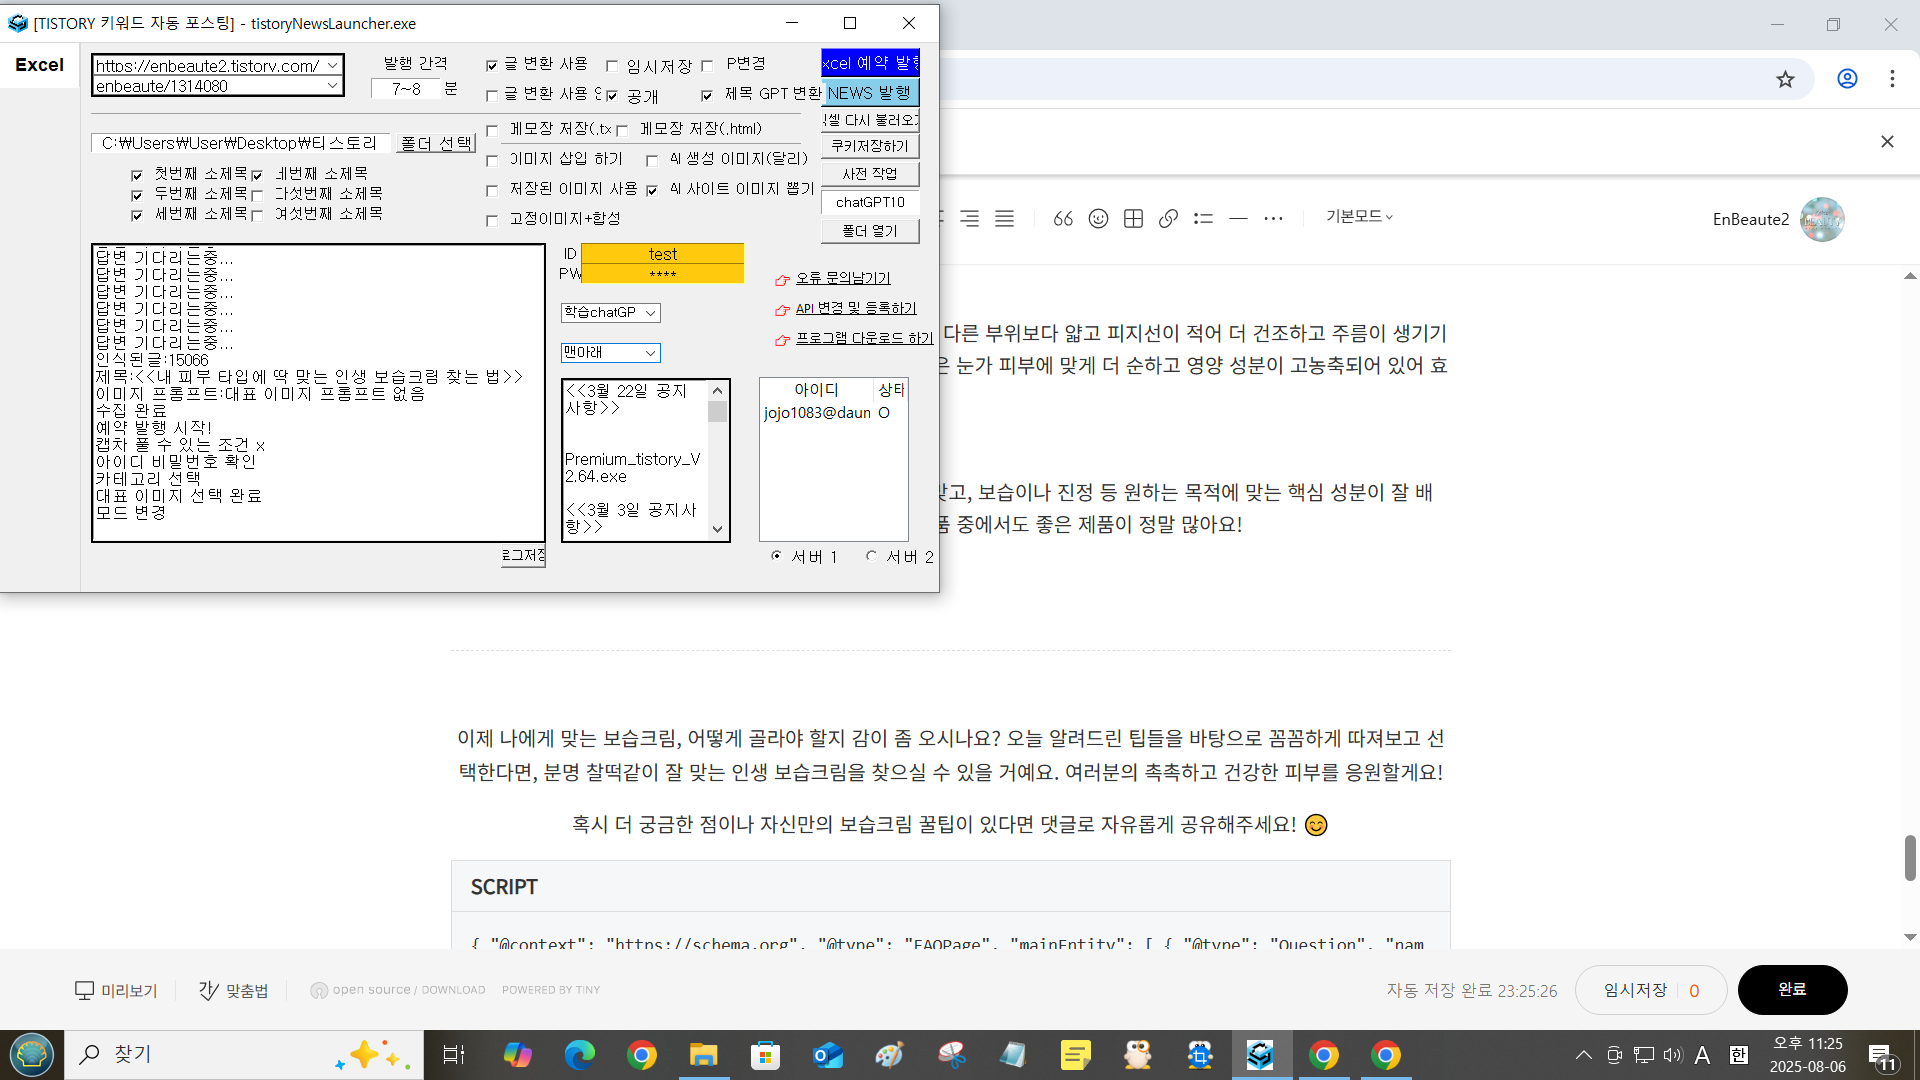 [TISTORY 키워드 자동 포스팅] - tistoryNewsLauncher.exe
Excel
https://enbeaute2.tistory.com/
enbeaute/1314080
발행 간격
7~8 분
글 변환 사용
임시저장
P변경
공개
제목 GPT 변환
xcel 예약 발행
NEWS 발행
다시 불러오기
쿠키저장하기
사전 작업
chatGPT10
폴더 열기
C:₩Users₩User₩Desktop₩티스토리
폴더 선택
첫번째 소제목
네번째 소제목
두번째 소제목
다섯번째 소제목
세번째 소제목
여섯번째 소제목
메모장 저장(.tx
메모장 저장(.html)
이미지 삽입 하기
AI 생성 이미지(달리)
저장된 이미지 사용
AI 사이트 이미지 뽑기
고정이미지+합성
답변 기다리는중...
답변 기다리는중...
답변 기다리는중...
답변 기다리는중...
답변 기다리는중...
답변 기다리는중...
인식된글:15066
제목:<<내 피부 타입에 딱 맞는 인생 보습크림 찾는 법>>
이미지 프롬프트:대표 이미지 프롬프트 없음
수집 완료
예약 발행 시작!
캡차 풀 수 있는 조건 x
아이디 비밀번호 확인
카테고리 선택
대표 이미지 선택 완료
모드 변경
로그저장
ID
test
PW
****
학습chatGP
맨아래
오류 문의남기기
API 변경 및 등록하기
프로그램 다운로드 하기
<<3월 22일 공지
사항>>
Premium_tistory_V
2.64.exe
<<3월 3일 공지사
항>>
아이디
상태
jojo1083@daun
O
서버 1
서버 2
기본모드
EnBeaute2
다른 부위보다 얇고 피지선이 적어 더 건조하고 주름이 생기기
눈가 피부에 맞게 더 순하고 영양 성분이 고농축되어 있어 효
맞고, 보습이나 진정 등 원하는 목적에 맞는 핵심 성분이 잘 배
중에서도 좋은 제품이 정말 많아요!
이제 나에게 맞는 보습크림, 어떻게 골라야 할지 감이 좀 오시나요? 오늘 알려드린 팁들을 바탕으로 꼼꼼하게 따져보고 선
택한다면, 분명 찰떡같이 잘 맞는 인생 보습크림을 찾으실 수 있을 거예요. 여러분의 촉촉하고 건강한 피부를 응원할게요!
혹시 더 궁금한 점이나 자신만의 보습크림 꿀팁이 있다면 댓글로 자유롭게 공유해주세요! 😊
SCRIPT
{ "@context": "https://schema.org", "@type": "FAQPage", "mainEntity": [ { "@type": "Question", "nam
미리보기
맞춤법
open source / DOWNLOAD
POWERED BY TINY
자동 저장 완료 23:25:26
임시저장
0
완료
찾기
A
한
오후 11:25
2025-08-06
11